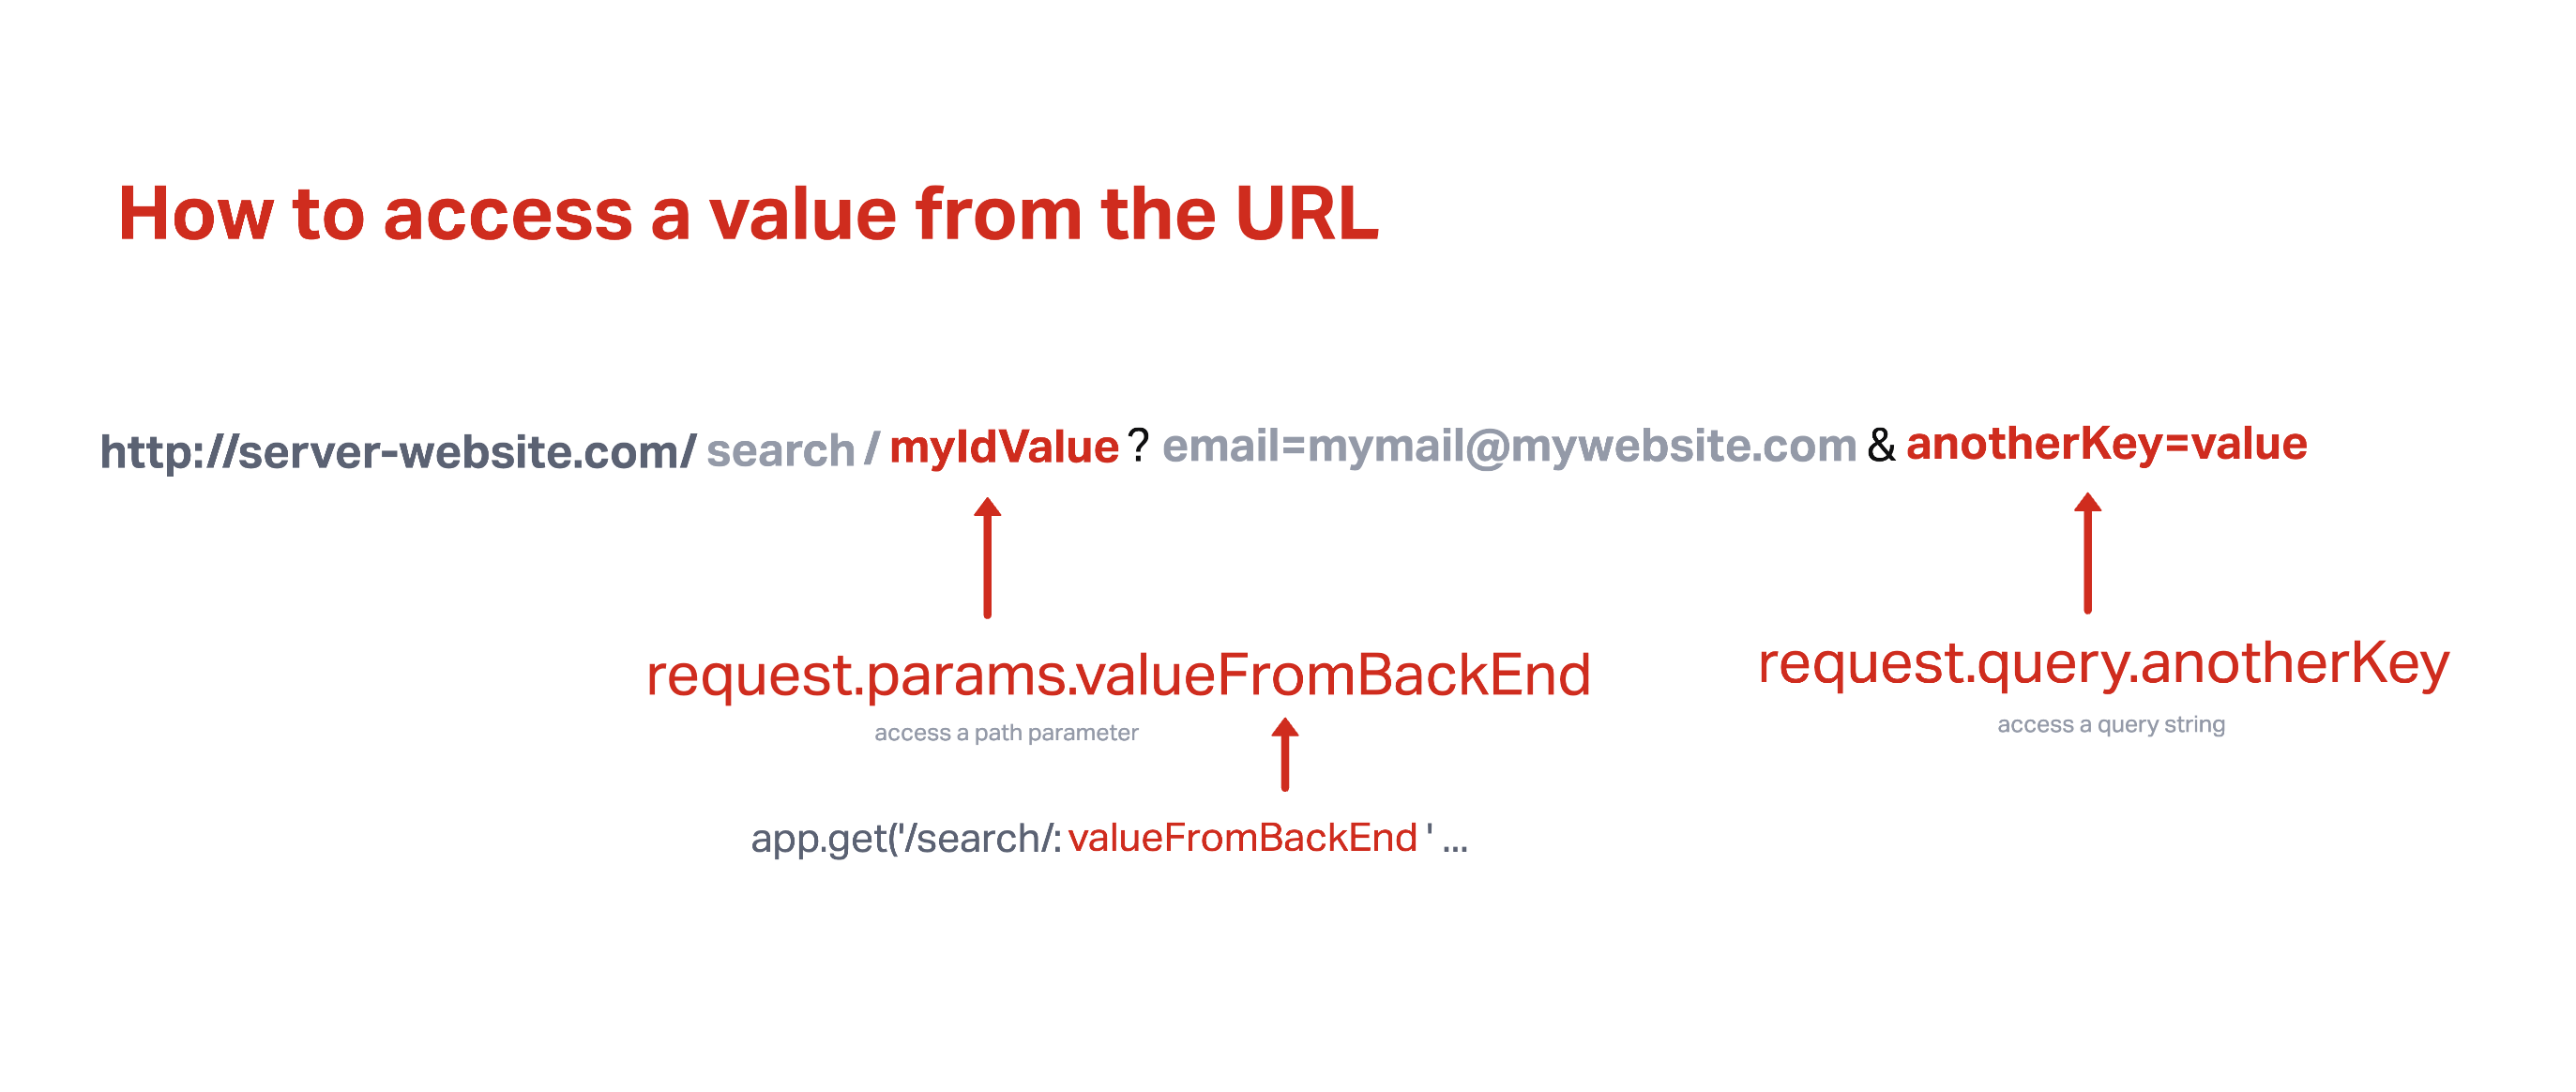 How to access a value from the URL
http://server-website.com/ search / myIdValue ? email=mymail@mywebsite.com & anotherKey=value
request.params.valueFromBackEnd request.query.anotherKey
access a path parameter access a query string
app.get('/search/: valueFromBackEnd ' ...